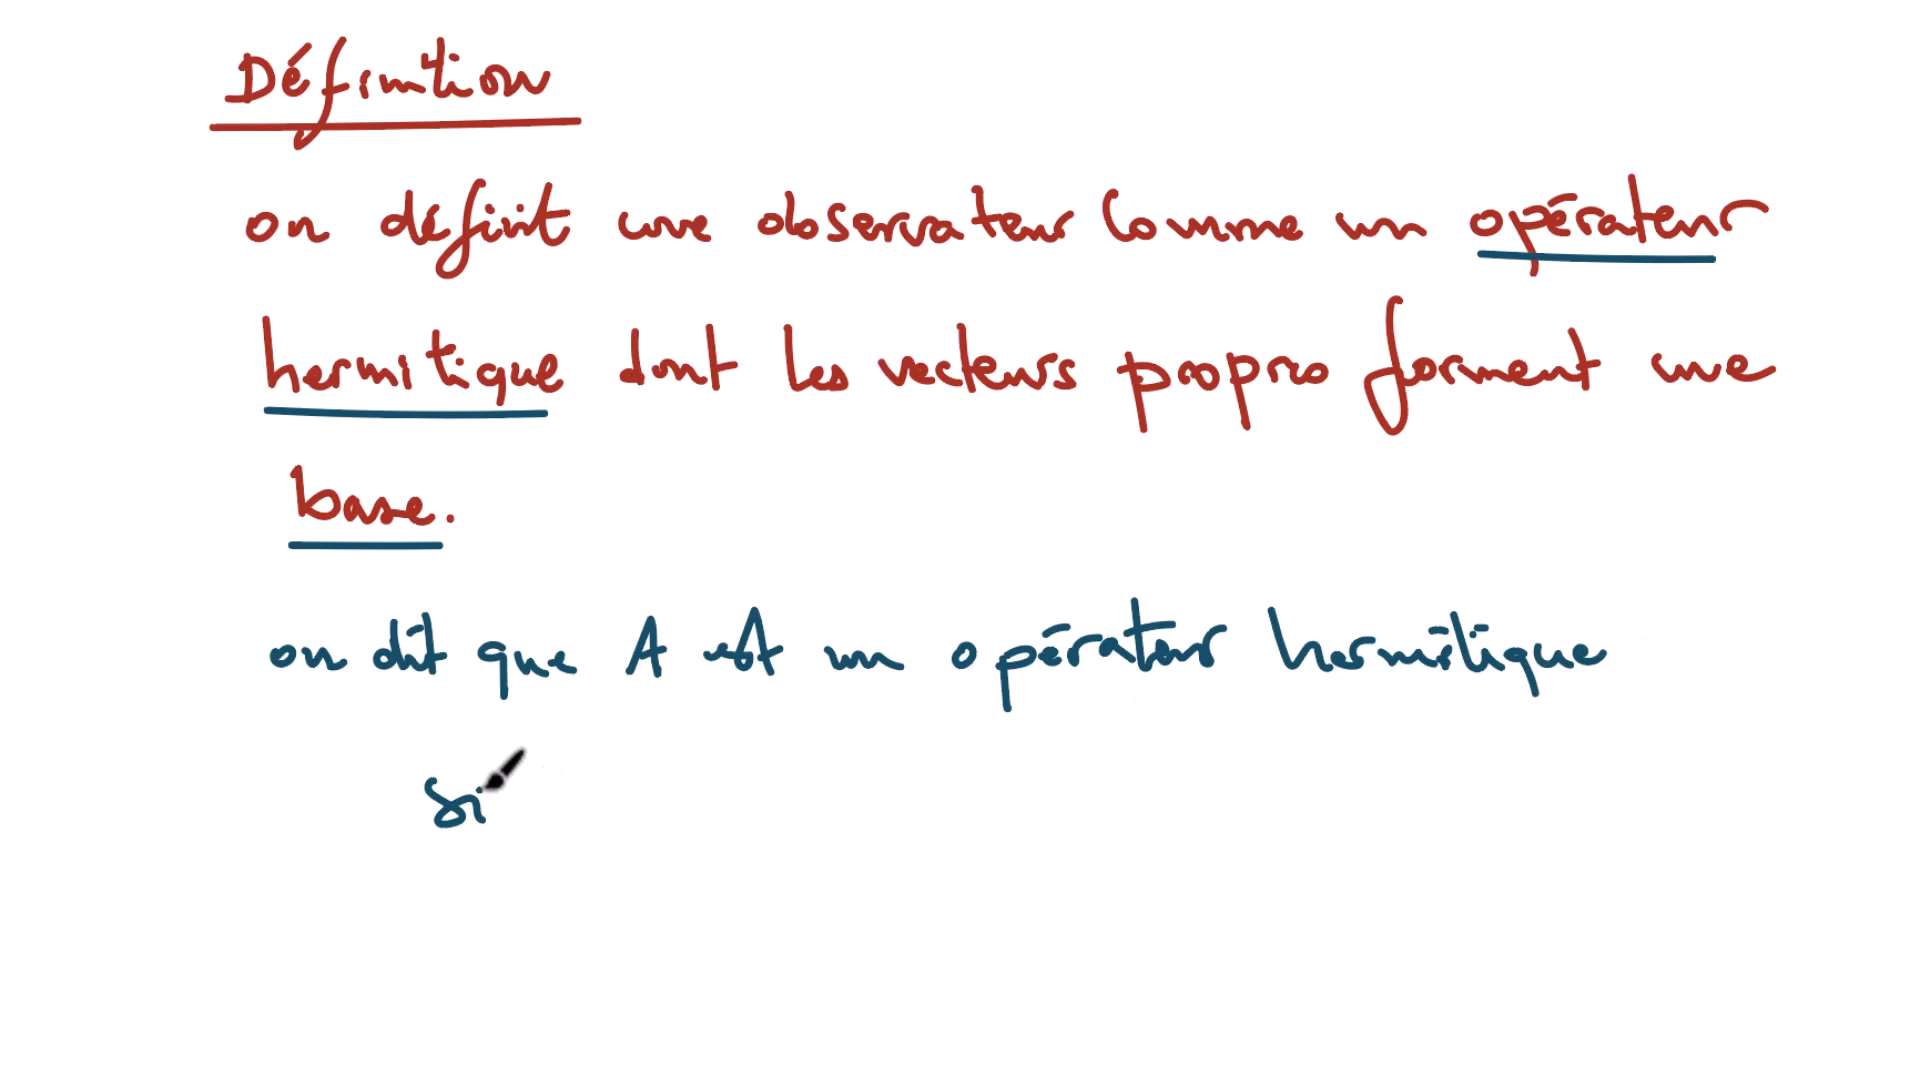 Définition
on définit une observateur comme un opérateur
hermitique dont les vecteurs propres forment une
base.
on dit que A est un opérateur hermitique
si